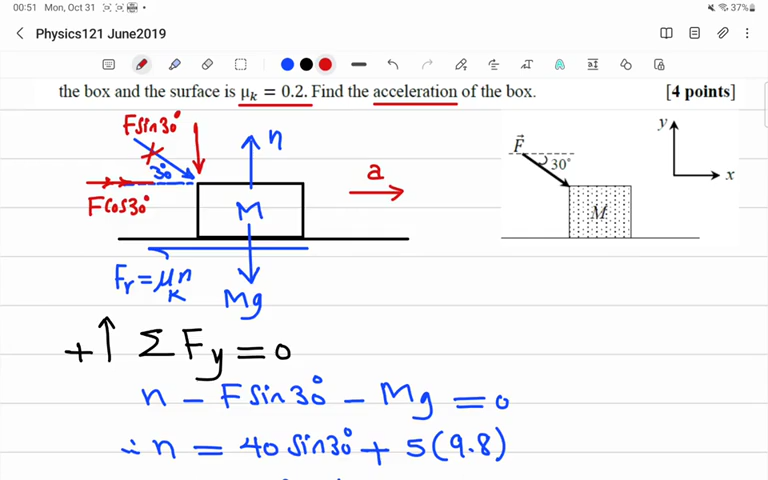 00:51 Mon, Oct 31
37%
Physics121 June2019
the box and the surface is μₖ = 0.2. Find the acceleration of the box. [4 points]
Fsin30°
30
Fcos30°
n
M
a
Fr = μₖn
Mg
F⃗
30°
M
y
x
+↑ ΣFy = 0
n − Fsin30° − Mg = 0
∴ n = 40 sin30° + 5(9.8)